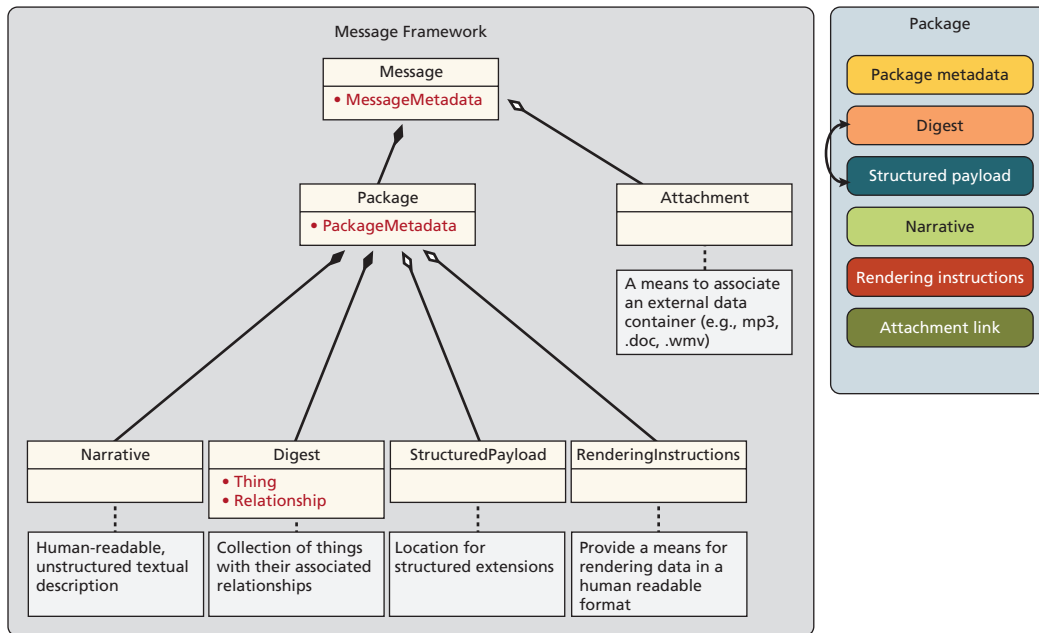 Message Framework
Message
• MessageMetadata
Package
• PackageMetadata
Attachment
A means to associate
an external data
container (e.g., mp3,
.doc, .wmv)
Narrative
Digest
• Thing
• Relationship
StructuredPayload
RenderingInstructions
Human-readable,
unstructured textual
description
Collection of things
with their associated
relationships
Location for
structured extensions
Provide a means for
rendering data in a
human readable
format
Package
Package metadata
Digest
Structured payload
Narrative
Rendering instructions
Attachment link